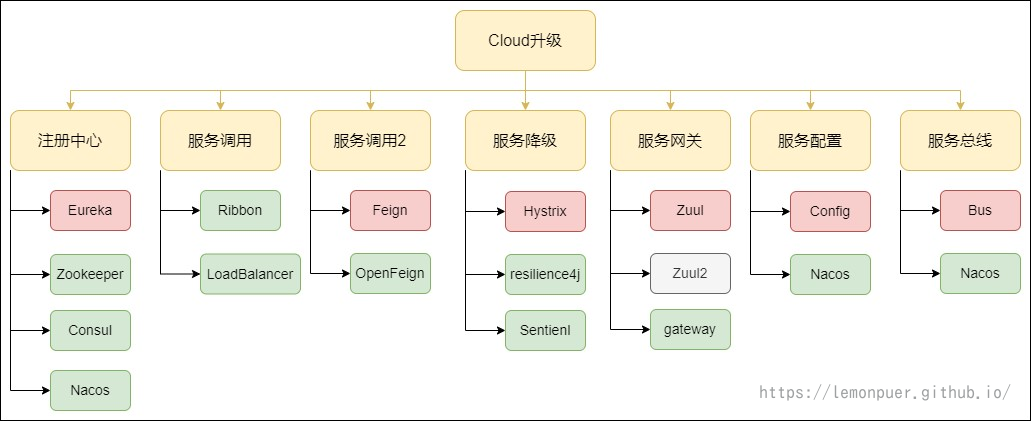 Cloud升级
注册中心
服务调用
服务调用2
服务降级
服务网关
服务配置
服务总线
Eureka
Ribbon
Feign
Hystrix
Zuul
Config
Bus
Zookeeper
LoadBalancer
OpenFeign
resilience4j
Zuul2
Nacos
Nacos
Consul
Sentienl
gateway
Nacos
https://lemonpuer.github.io/